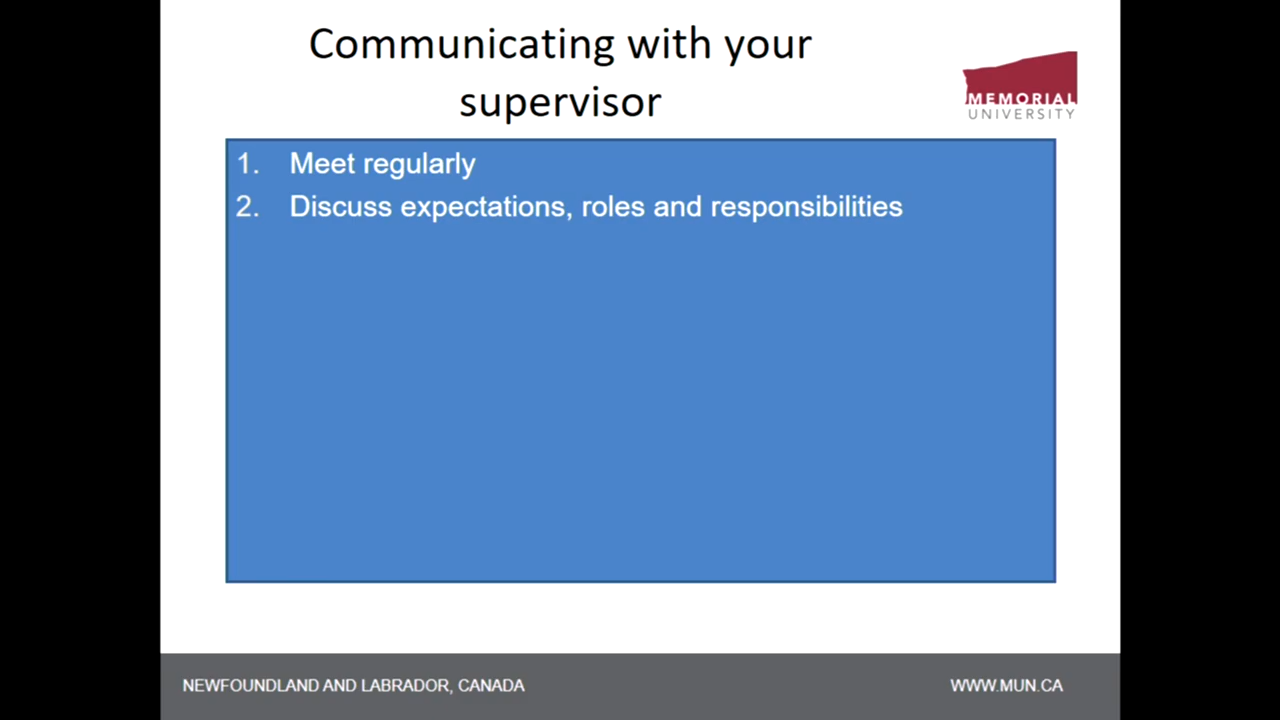 Communicating with your
supervisor
MEMORIAL
UNIVERSITY
1. Meet regularly
2. Discuss expectations, roles and responsibilities
NEWFOUNDLAND AND LABRADOR, CANADA
WWW.MUN.CA